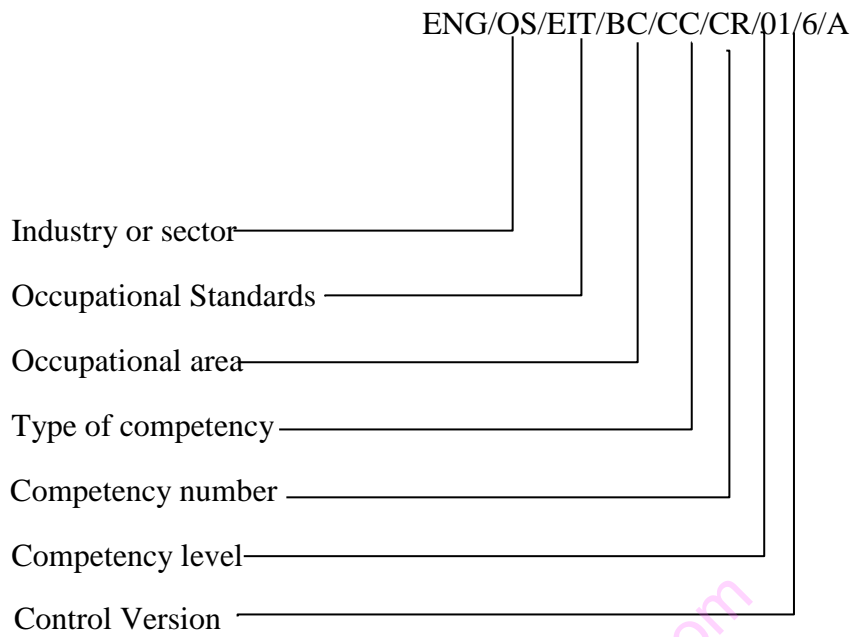 ENG/OS/EIT/BC/CC/CR/01/6/A
Industry or sector
Occupational Standards
Occupational area
Type of competency
Competency number
Competency level
Control Version
om